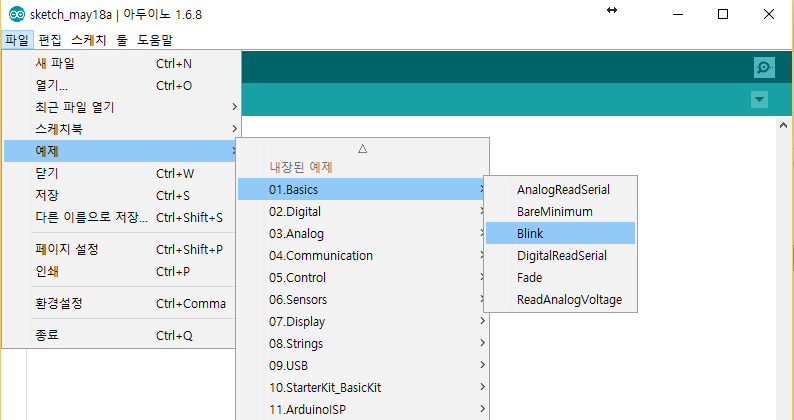 sketch_may18a | 아두이노 1.6.8
파일 편집 스케치 툴 도움말
새 파일 Ctrl+N
열기... Ctrl+O
최근 파일 열기
스케치북
예제
닫기 Ctrl+W
저장 Ctrl+S
다른 이름으로 저장... Ctrl+Shift+S
페이지 설정 Ctrl+Shift+P
인쇄 Ctrl+P
환경설정 Ctrl+Comma
종료 Ctrl+Q
내장된 예제
01.Basics
02.Digital
03.Analog
04.Communication
05.Control
06.Sensors
07.Display
08.Strings
09.USB
10.StarterKit_BasicKit
11.ArduinoISP
AnalogReadSerial
BareMinimum
Blink
DigitalReadSerial
Fade
ReadAnalogVoltage